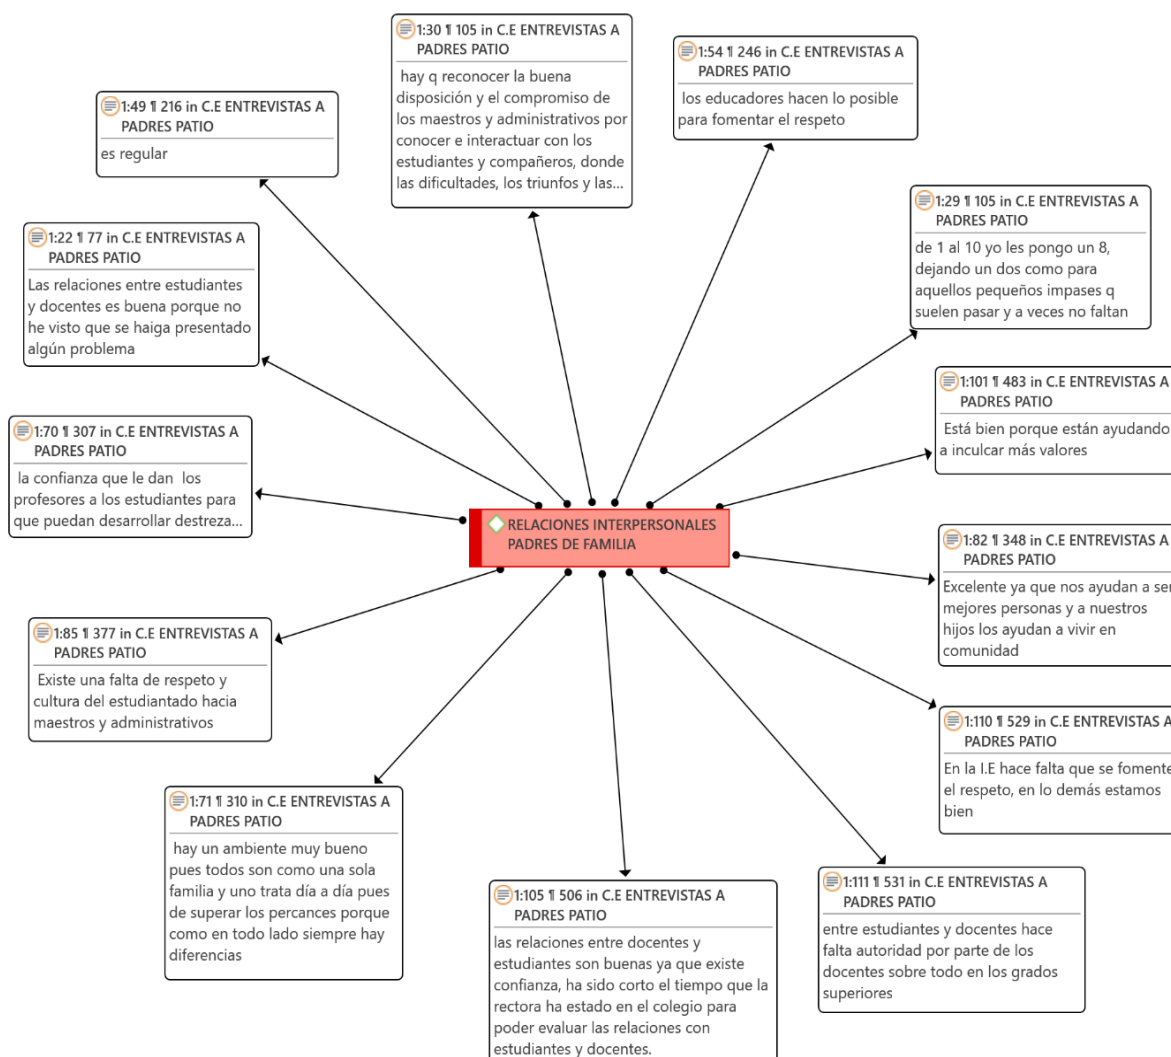 1:30 ¶ 105 in C.E ENTREVISTAS A
PADRES PATIO
hay q reconocer la buena
disposición y el compromiso de
los maestros y administrativos por
conocer e interactuar con los
estudiantes y compañeros, donde
las dificultades, los triunfos y las...
1:54 ¶ 246 in C.E ENTREVISTAS A
PADRES PATIO
los educadores hacen lo posible
para fomentar el respeto
1:49 ¶ 216 in C.E ENTREVISTAS A
PADRES PATIO
es regular
1:29 ¶ 105 in C.E ENTREVISTAS A
PADRES PATIO
de 1 al 10 yo les pongo un 8,
dejando un dos como para
aquellos pequeños impases q
suelen pasar y a veces no faltan
1:22 ¶ 77 in C.E ENTREVISTAS A
PADRES PATIO
Las relaciones entre estudiantes
y docentes es buena porque no
he visto que se haiga presentado
algún problema
1:101 ¶ 483 in C.E ENTREVISTAS A
PADRES PATIO
Está bien porque están ayudando
a inculcar más valores
1:70 ¶ 307 in C.E ENTREVISTAS A
PADRES PATIO
la confianza que le dan los
profesores a los estudiantes para
que puedan desarrollar destreza...
RELACIONES INTERPERSONALES
PADRES DE FAMILIA
1:82 ¶ 348 in C.E ENTREVISTAS A
PADRES PATIO
Excelente ya que nos ayudan a ser
mejores personas y a nuestros
hijos los ayudan a vivir en
comunidad
1:85 ¶ 377 in C.E ENTREVISTAS A
PADRES PATIO
Existe una falta de respeto y
cultura del estudiantado hacia
maestros y administrativos
1:110 ¶ 529 in C.E ENTREVISTAS A
PADRES PATIO
En la I.E hace falta que se fomente
el respeto, en lo demás estamos
bien
1:71 ¶ 310 in C.E ENTREVISTAS A
PADRES PATIO
hay un ambiente muy bueno
pues todos son como una sola
familia y uno trata día a día pues
de superar los percances porque
como en todo lado siempre hay
diferencias
1:105 ¶ 506 in C.E ENTREVISTAS A
PADRES PATIO
las relaciones entre docentes y
estudiantes son buenas ya que existe
confianza, ha sido corto el tiempo que la
rectora ha estado en el colegio para
poder evaluar las relaciones con
estudiantes y docentes.
1:111 ¶ 531 in C.E ENTREVISTAS A
PADRES PATIO
entre estudiantes y docentes hace
falta autoridad por parte de los
docentes sobre todo en los grados
superiores